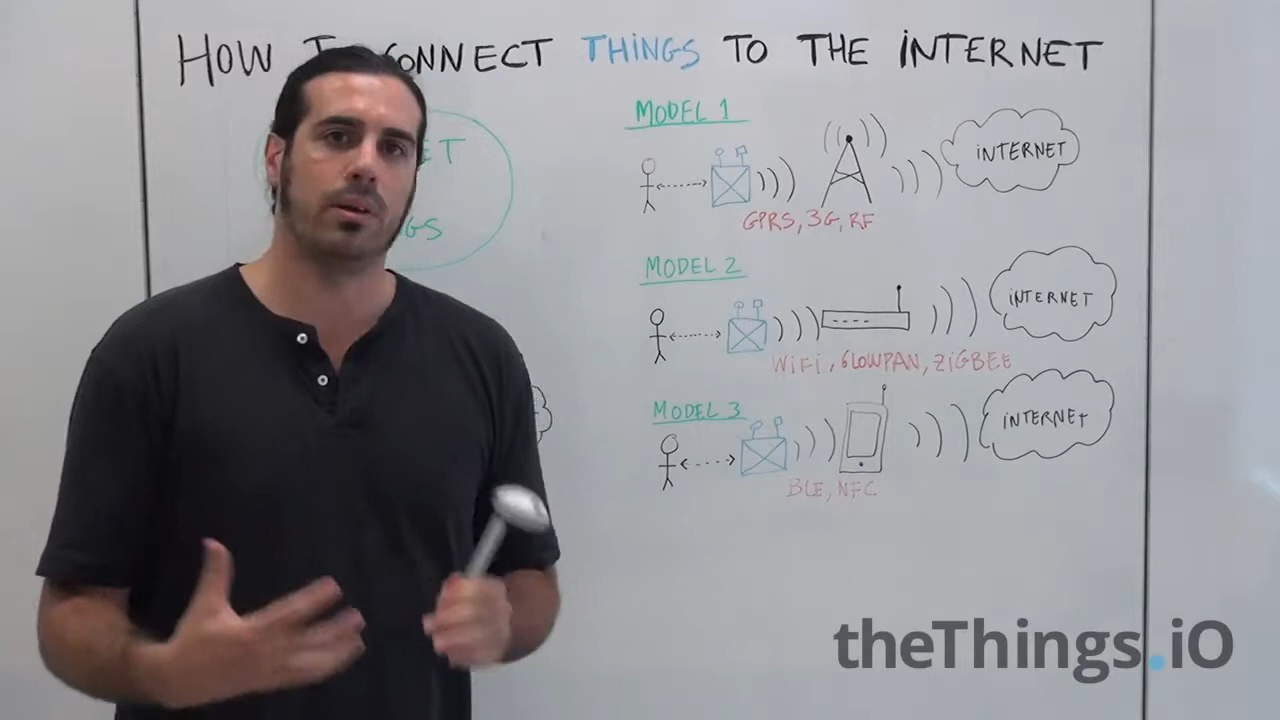 HOW CONNECT THINGS TO THE INTERNET
MODEL 1
INTERNET
GPRS, 3G, RF
MODEL 2
INTERNET
WiFi, 6LOWPAN, ZIGBEE
MODEL 3
INTERNET
BLE, NFC
theThings.iO